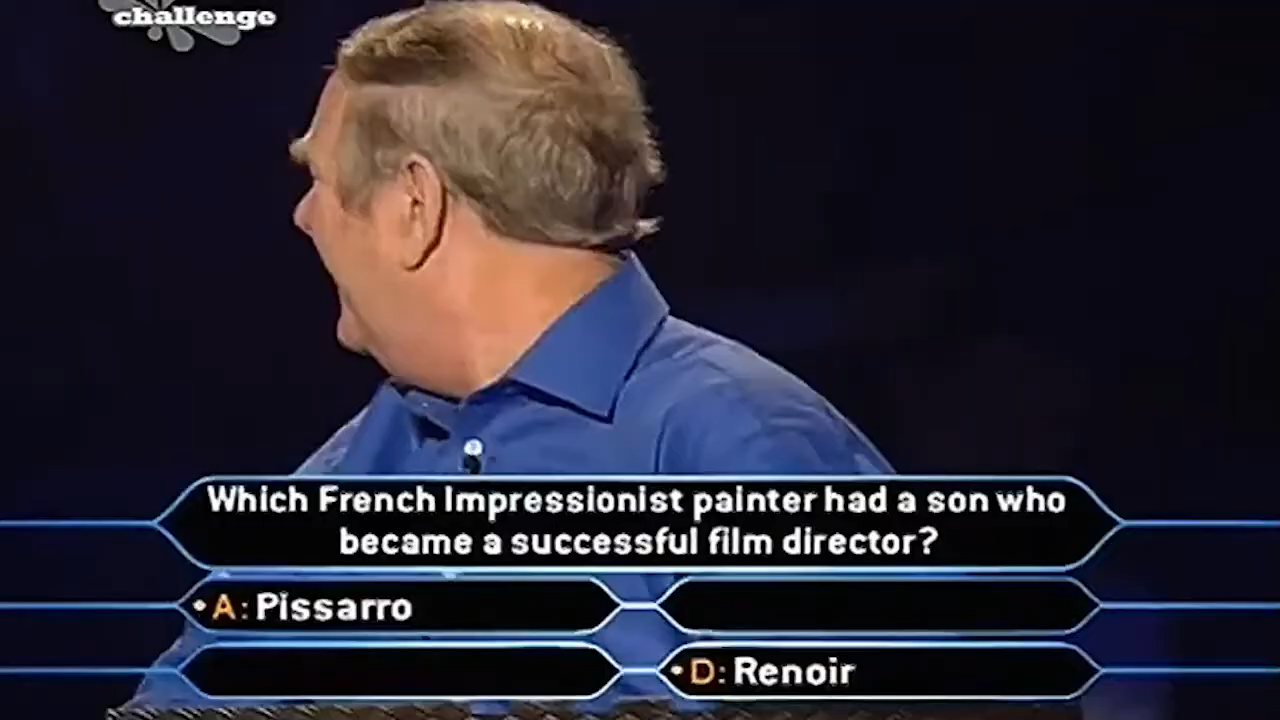 challenge
Which French Impressionist painter had a son who
became a successful film director?
A: Pissarro
D: Renoir